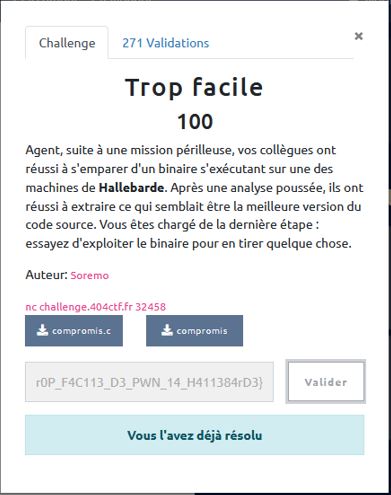 Challenge
271 Validations
×
Trop facile
100
Agent, suite à une mission périlleuse, vos collègues ont
réussi à s'emparer d'un binaire s'exécutant sur une des
machines de Hallebarde. Après une analyse poussée, ils ont
réussi à extraire ce qui semblait être la meilleure version du
code source. Vous êtes chargé de la dernière étape :
essayez d'exploiter le binaire pour en tirer quelque chose.
Auteur: Soremo
nc challenge.404ctf.fr 32458
compromis.c
compromis
r0P_F4C113_D3_PWN_14_H411384rD3}
Valider
Vous l'avez déjà résolu